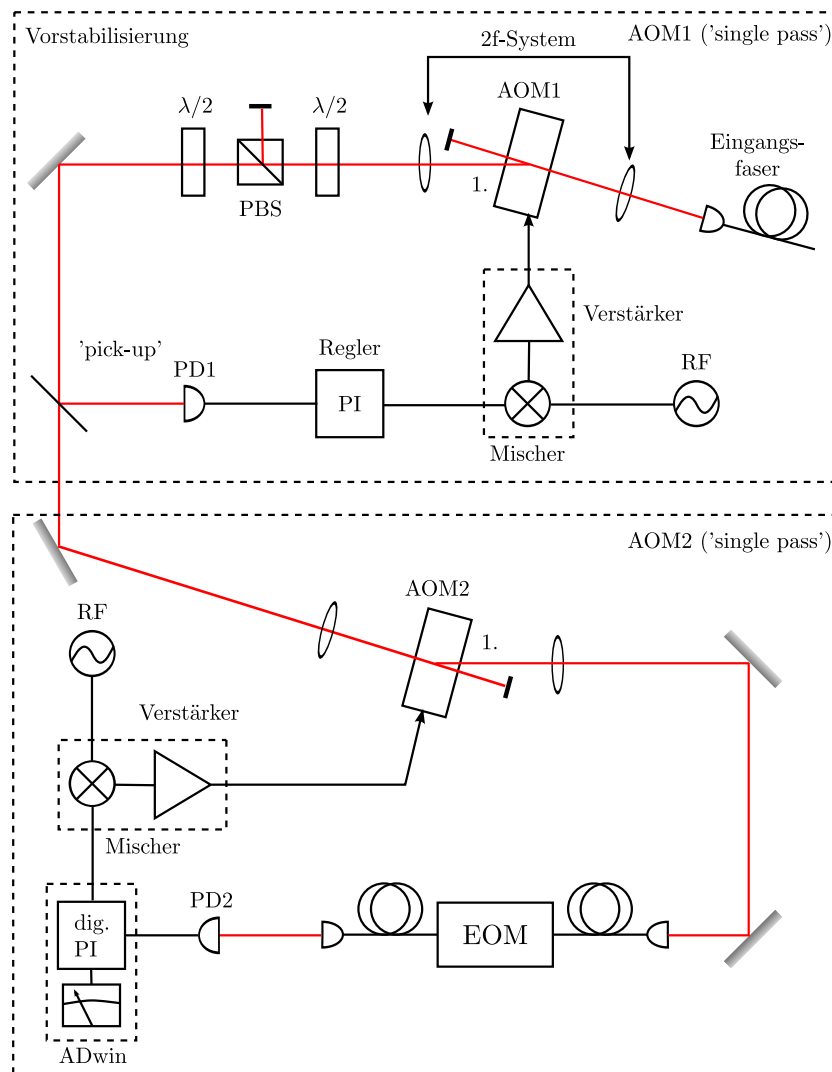 Vorstabilisierung
AOM1 ('single pass')
2f-System
AOM1
λ/2
λ/2
Eingangs-
faser
PBS
1.
Verstärker
'pick-up'
PD1
Regler
RF
PI
Mischer
AOM2 ('single pass')
AOM2
RF
1.
Verstärker
Mischer
PD2
dig.
PI
EOM
ADwin